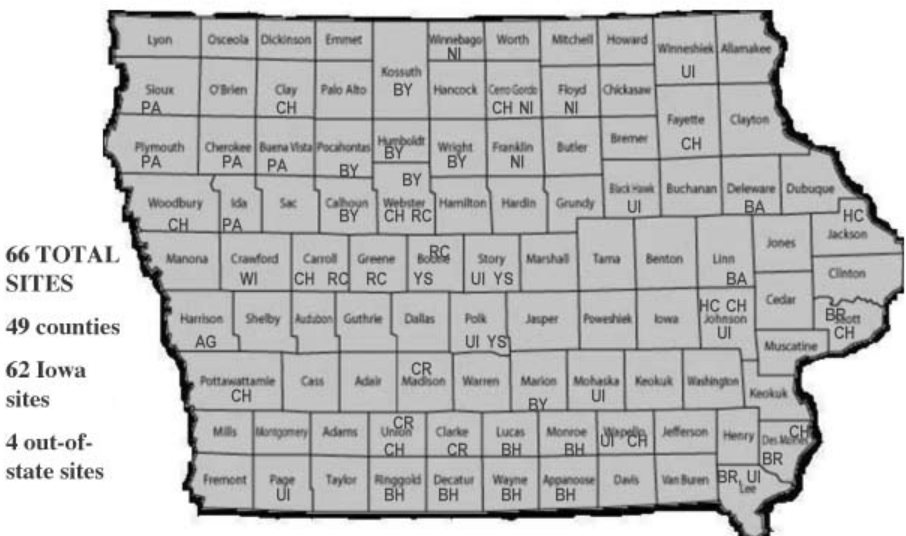 Lyon Osceola Dickinson Emmet Winnebago Worth Mitchell Howard
Winneshiek Allamakee
NI
UI
Kossuth
BY
Sioux O'Brien Clay Palo Alto Hancock Cerro Gordo Floyd Chickasaw
PA CH CH NI NI
Fayette Clayton
CH
Plymouth Cherokee Buena Vista Pocahontas Humboldt Wright Franklin Butler Bremer
PA PA PA BY BY BY NI
BY
Woodbury Ida Sac Calhoun Webster Hamilton Hardin Grundy Black Hawk Buchanan Deleware Dubuque
CH PA BY CH RC UI BA
HC
Jackson
66 TOTAL
SITES
Manona Crawford Carroll Greene Boone Story Marshall Tama Benton Linn Jones
RC
WI CH RC RC YS UI YS BA
Clinton
49 counties
Harrison Shelby Audubon Guthrie Dallas Polk Jasper Poweshiek Iowa Johnson Cedar Scott
HC CH
BR
AG UI YS UI CH
Muscatine
62 Iowa
sites
Pottawattamie Cass Adair Madison Warren Marion Mohaska Keokuk Washington
CR
CH BY UI
Keokuk
4 out-of-
state sites
Mills Montgomery Adams Union Clarke Lucas Monroe Wapello Jefferson Henry Des Moines
CR CH
CH CR BH BH UI CH BR
Fremont Page Taylor Ringgold Decatur Wayne Appanoose Davis Van Buren Lee
UI BH BH BH BH BR, UI